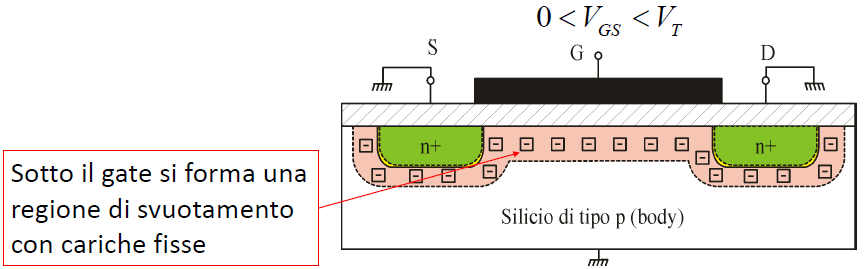 0 < V_GS < V_T
S
G
D
n+
n+
Sotto il gate si forma una
regione di svuotamento
con cariche fisse
Silicio di tipo p (body)